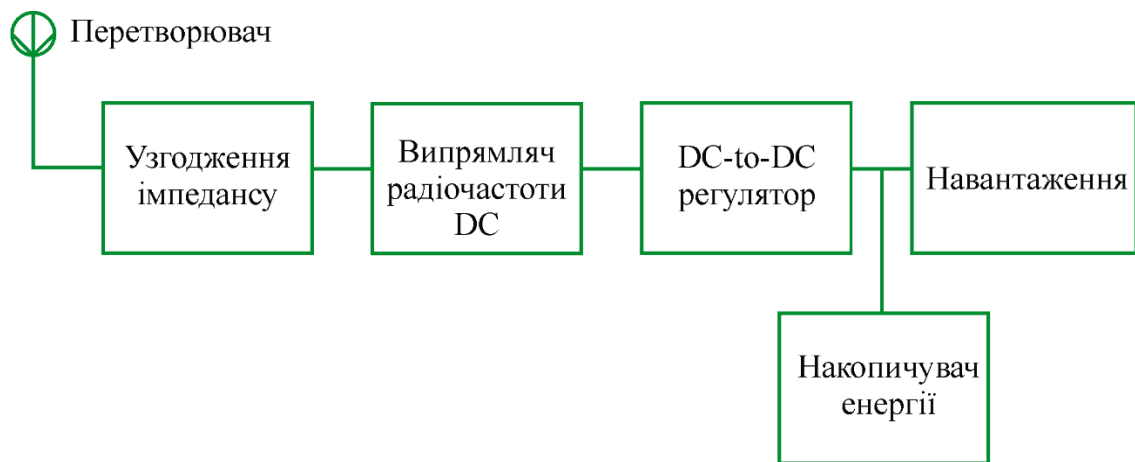 Перетворювач
Узгодження
імпедансу
Випрямляч
радіочастоти
DC
DC-to-DC
регулятор
Навантаження
Накопичувач
енергії